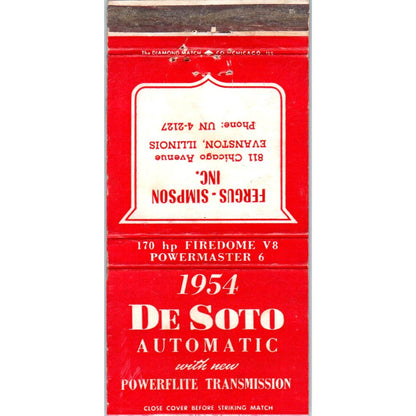 The DIAMOND MATCH CO. CHICAGO, ILL.
FERGUS - SIMPSON
INC.
811 Chicago Avenue
EVANSTON, ILLINOIS
Phone: UN 4-2127
170 hp FIREDOME V8
POWERMASTER 6
1954
DE SOTO
AUTOMATIC
with new
POWERFLITE TRANSMISSION
CLOSE COVER BEFORE STRIKING MATCH